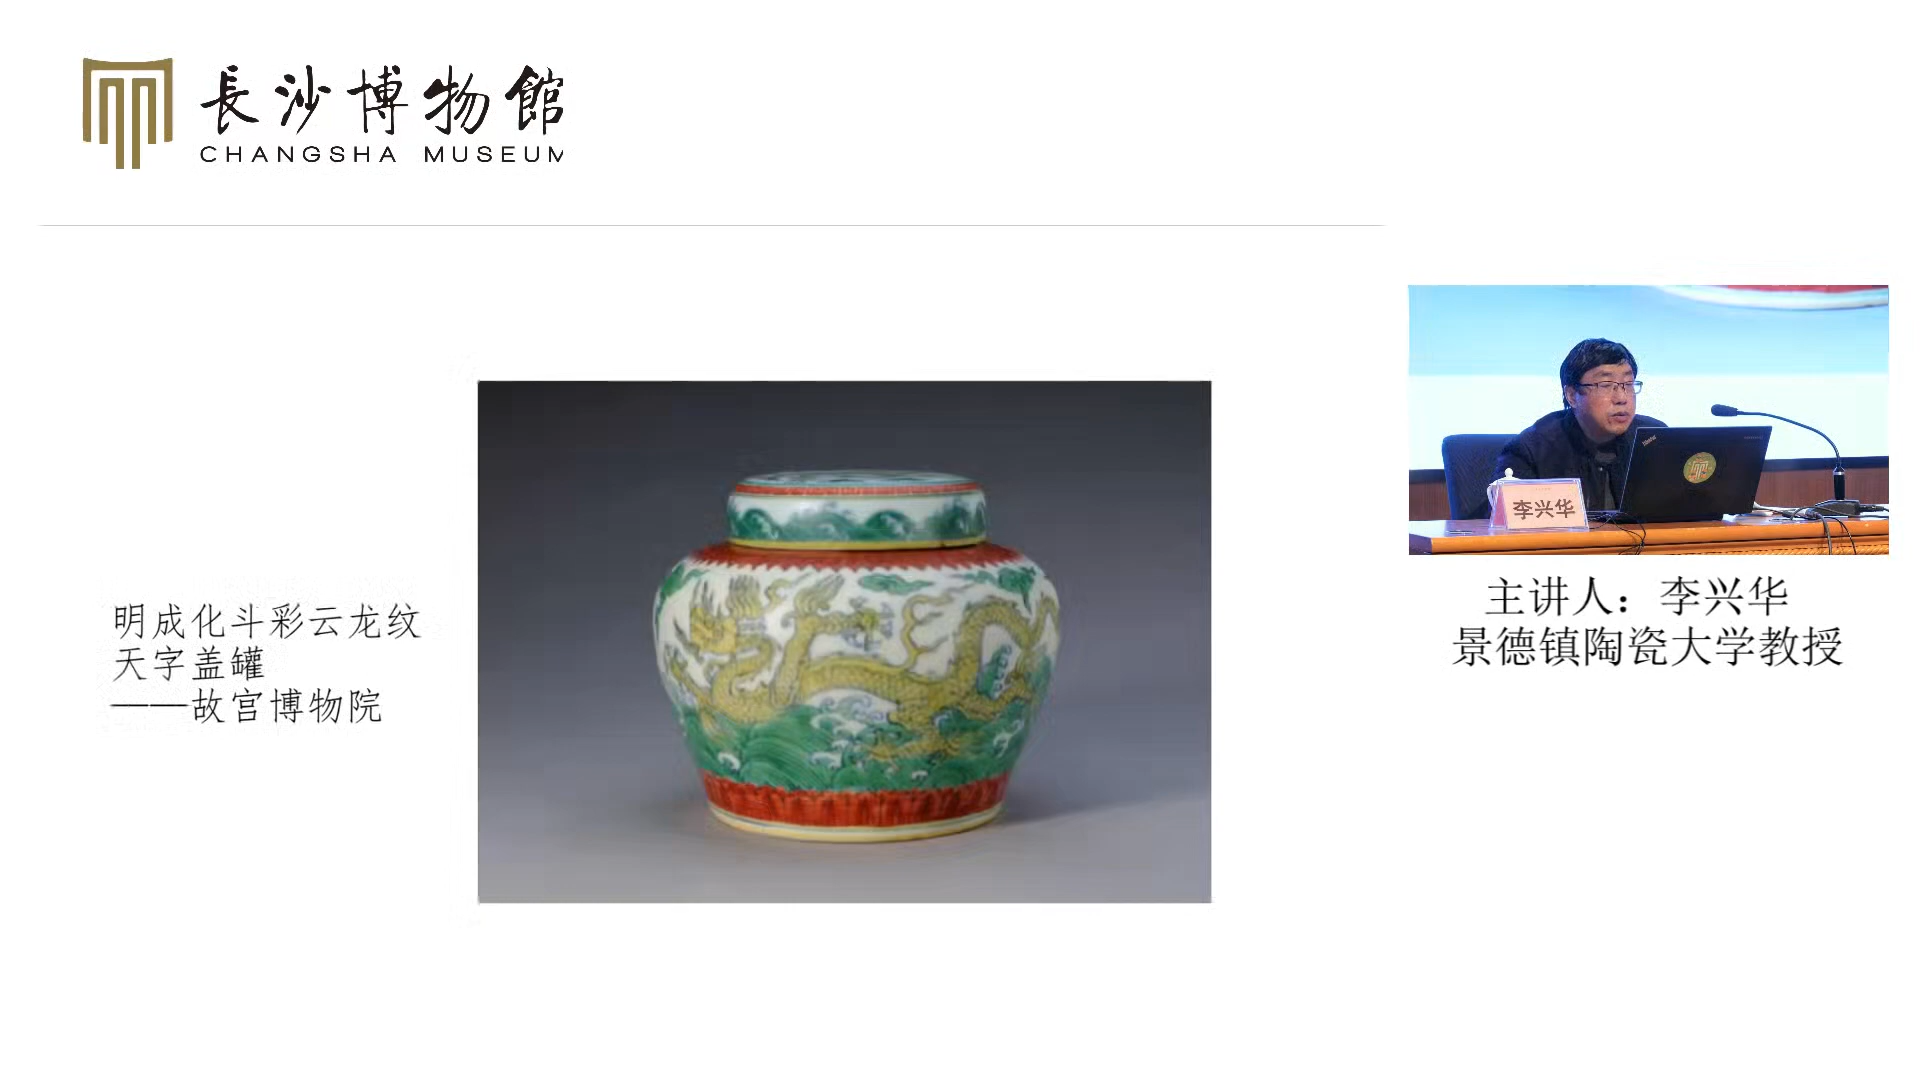 長沙博物館
CHANGSHA MUSEUM
明成化斗彩云龙纹
天字盖罐
——故宫博物院
李兴华
主讲人：李兴华
景德镇陶瓷大学教授